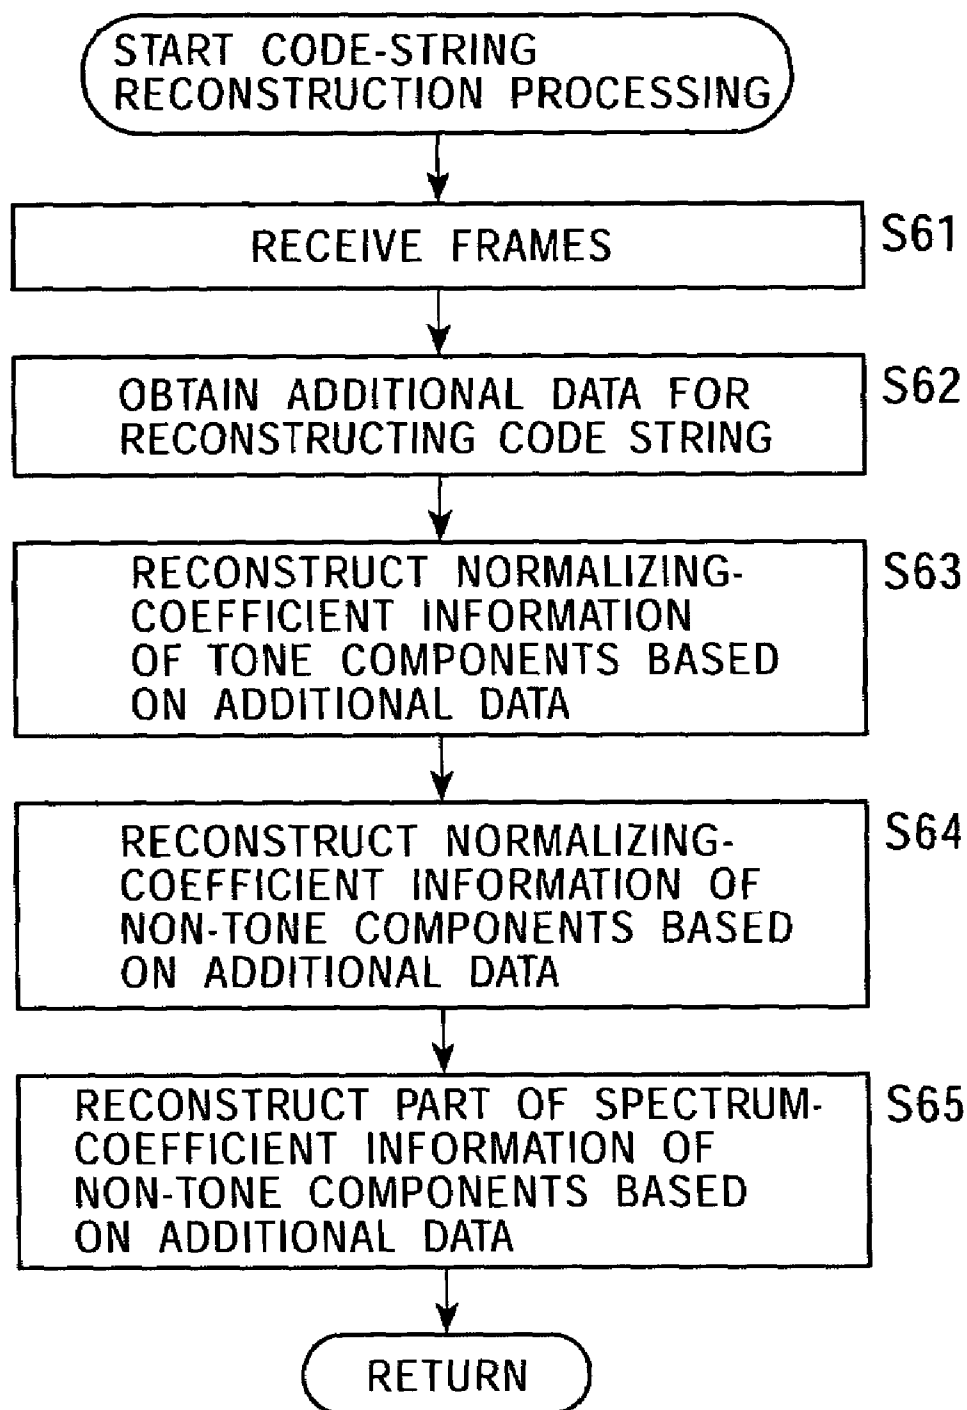 START CODE-STRING
RECONSTRUCTION PROCESSING
RECEIVE FRAMES
S61
OBTAIN ADDITIONAL DATA FOR
RECONSTRUCTING CODE STRING
S62
RECONSTRUCT NORMALIZING-
COEFFICIENT INFORMATION
OF TONE COMPONENTS BASED
ON ADDITIONAL DATA
S63
RECONSTRUCT NORMALIZING-
COEFFICIENT INFORMATION OF
NON-TONE COMPONENTS BASED
ON ADDITIONAL DATA
S64
RECONSTRUCT PART OF SPECTRUM-
COEFFICIENT INFORMATION OF
NON-TONE COMPONENTS BASED
ON ADDITIONAL DATA
S65
RETURN